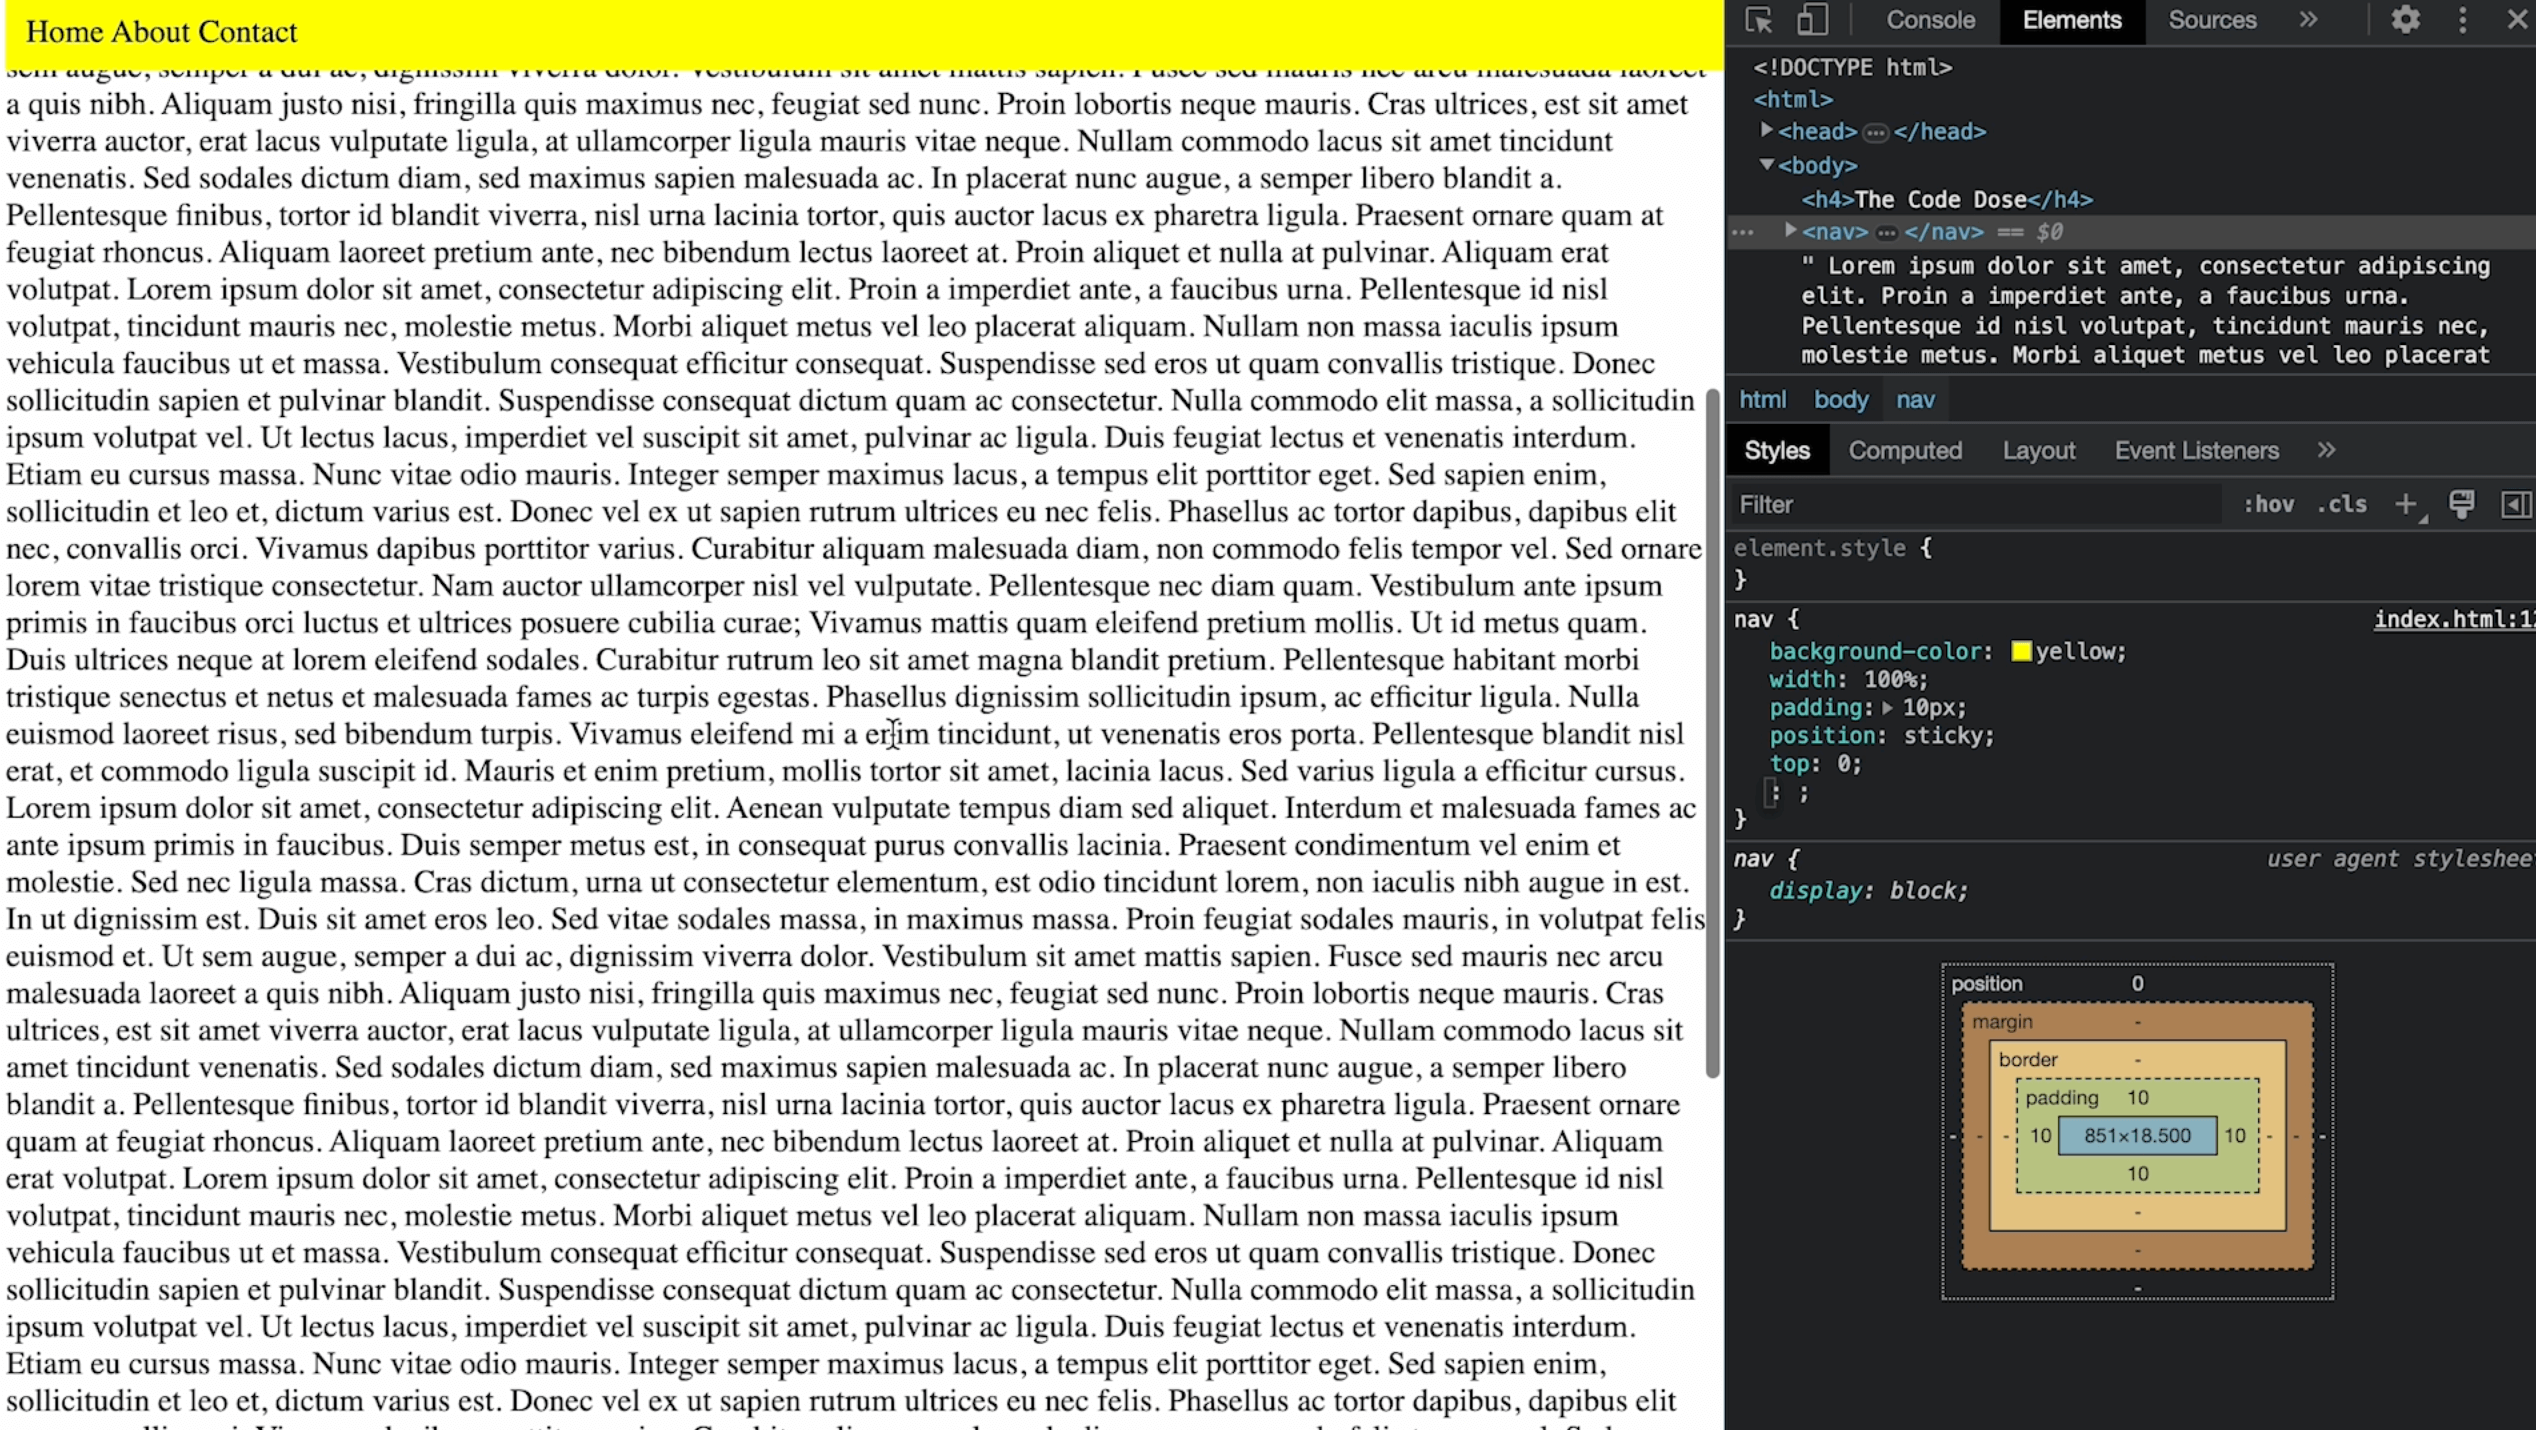 Home About Contact
sem augue, semper a dui ac, dignissim viverra dolor. Vestibulum sit amet mattis sapien. Fusce sed mauris nec arcu malesuada laoreet
a quis nibh. Aliquam justo nisi, fringilla quis maximus nec, feugiat sed nunc. Proin lobortis neque mauris. Cras ultrices, est sit amet
viverra auctor, erat lacus vulputate ligula, at ullamcorper ligula mauris vitae neque. Nullam commodo lacus sit amet tincidunt
venenatis. Sed sodales dictum diam, sed maximus sapien malesuada ac. In placerat nunc augue, a semper libero blandit a.
Pellentesque finibus, tortor id blandit viverra, nisl urna lacinia tortor, quis auctor lacus ex pharetra ligula. Praesent ornare quam at
feugiat rhoncus. Aliquam laoreet pretium ante, nec bibendum lectus laoreet at. Proin aliquet et nulla at pulvinar. Aliquam erat
volutpat. Lorem ipsum dolor sit amet, consectetur adipiscing elit. Proin a imperdiet ante, a faucibus urna. Pellentesque id nisl
volutpat, tincidunt mauris nec, molestie metus. Morbi aliquet metus vel leo placerat aliquam. Nullam non massa iaculis ipsum
vehicula faucibus ut et massa. Vestibulum consequat efficitur consequat. Suspendisse sed eros ut quam convallis tristique. Donec
sollicitudin sapien et pulvinar blandit. Suspendisse consequat dictum quam ac consectetur. Nulla commodo elit massa, a sollicitudin
ipsum volutpat vel. Ut lectus lacus, imperdiet vel suscipit sit amet, pulvinar ac ligula. Duis feugiat lectus et venenatis interdum.
Etiam eu cursus massa. Nunc vitae odio mauris. Integer semper maximus lacus, a tempus elit porttitor eget. Sed sapien enim,
sollicitudin et leo et, dictum varius est. Donec vel ex ut sapien rutrum ultrices eu nec felis. Phasellus ac tortor dapibus, dapibus elit
nec, convallis orci. Vivamus dapibus porttitor varius. Curabitur aliquam malesuada diam, non commodo felis tempor vel. Sed ornare
lorem vitae tristique consectetur. Nam auctor ullamcorper nisl vel vulputate. Pellentesque nec diam quam. Vestibulum ante ipsum
primis in faucibus orci luctus et ultrices posuere cubilia curae; Vivamus mattis quam eleifend pretium mollis. Ut id metus quam.
Duis ultrices neque at lorem eleifend sodales. Curabitur rutrum leo sit amet magna blandit pretium. Pellentesque habitant morbi
tristique senectus et netus et malesuada fames ac turpis egestas. Phasellus dignissim sollicitudin ipsum, ac efficitur ligula. Nulla
euismod laoreet risus, sed bibendum turpis. Vivamus eleifend mi a enim tincidunt, ut venenatis eros porta. Pellentesque blandit nisl
erat, et commodo ligula suscipit id. Mauris et enim pretium, mollis tortor sit amet, lacinia lacus. Sed varius ligula a efficitur cursus.
Lorem ipsum dolor sit amet, consectetur adipiscing elit. Aenean vulputate tempus diam sed aliquet. Interdum et malesuada fames ac
ante ipsum primis in faucibus. Duis semper metus est, in consequat purus convallis lacinia. Praesent condimentum vel enim et
molestie. Sed nec ligula massa. Cras dictum, urna ut consectetur elementum, est odio tincidunt lorem, non iaculis nibh augue in est.
In ut dignissim est. Duis sit amet eros leo. Sed vitae sodales massa, in maximus massa. Proin feugiat sodales mauris, in volutpat felis
euismod et. Ut sem augue, semper a dui ac, dignissim viverra dolor. Vestibulum sit amet mattis sapien. Fusce sed mauris nec arcu
malesuada laoreet a quis nibh. Aliquam justo nisi, fringilla quis maximus nec, feugiat sed nunc. Proin lobortis neque mauris. Cras
ultrices, est sit amet viverra auctor, erat lacus vulputate ligula, at ullamcorper ligula mauris vitae neque. Nullam commodo lacus sit
amet tincidunt venenatis. Sed sodales dictum diam, sed maximus sapien malesuada ac. In placerat nunc augue, a semper libero
blandit a. Pellentesque finibus, tortor id blandit viverra, nisl urna lacinia tortor, quis auctor lacus ex pharetra ligula. Praesent ornare
quam at feugiat rhoncus. Aliquam laoreet pretium ante, nec bibendum lectus laoreet at. Proin aliquet et nulla at pulvinar. Aliquam
erat volutpat. Lorem ipsum dolor sit amet, consectetur adipiscing elit. Proin a imperdiet ante, a faucibus urna. Pellentesque id nisl
volutpat, tincidunt mauris nec, molestie metus. Morbi aliquet metus vel leo placerat aliquam. Nullam non massa iaculis ipsum
vehicula faucibus ut et massa. Vestibulum consequat efficitur consequat. Suspendisse sed eros ut quam convallis tristique. Donec
sollicitudin sapien et pulvinar blandit. Suspendisse consequat dictum quam ac consectetur. Nulla commodo elit massa, a sollicitudin
ipsum volutpat vel. Ut lectus lacus, imperdiet vel suscipit sit amet, pulvinar ac ligula. Duis feugiat lectus et venenatis interdum.
Etiam eu cursus massa. Nunc vitae odio mauris. Integer semper maximus lacus, a tempus elit porttitor eget. Sed sapien enim,
sollicitudin et leo et, dictum varius est. Donec vel ex ut sapien rutrum ultrices eu nec felis. Phasellus ac tortor dapibus, dapibus elit
Console Elements Sources »
<!DOCTYPE html>
<html>
<head> … </head>
<body>
<h4>The Code Dose</h4>
… <nav> … </nav> == $0
" Lorem ipsum dolor sit amet, consectetur adipiscing
elit. Proin a imperdiet ante, a faucibus urna.
Pellentesque id nisl volutpat, tincidunt mauris nec,
molestie metus. Morbi aliquet metus vel leo placerat
html body nav
Styles Computed Layout Event Listeners »
Filter :hov .cls +
element.style {
}
nav { index.html:12
background-color: yellow;
width: 100%;
padding: 10px;
position: sticky;
top: 0;
: ;
}
nav { user agent stylesheet
display: block;
}
position 0
margin -
border -
padding 10
- - - 10 851×18.500 10 - - -
10
-
-
-